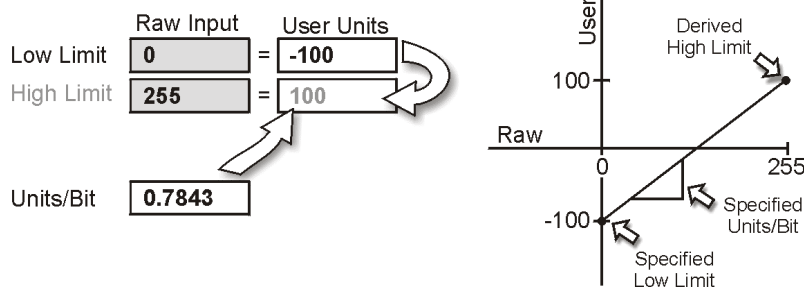 Raw Input User Units
Low Limit 0 = -100
High Limit 255 = 100
Units/Bit 0.7843
User
Derived
High Limit
100
Raw
0 255
-100
Specified
Units/Bit
Specified
Low Limit